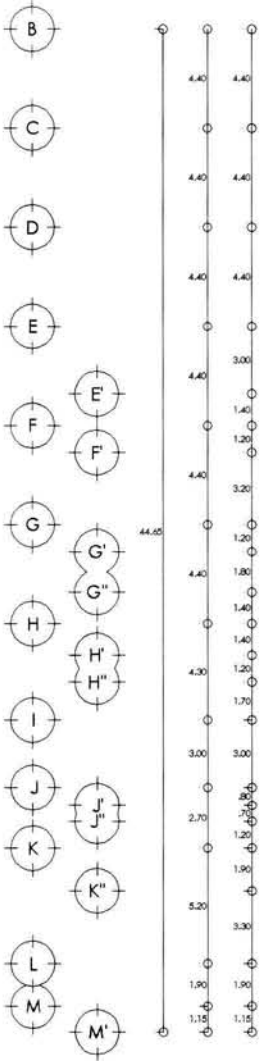 B
4.40 4.40
C
4.40 4.40
D
4.40 4.40
E
3.00
4.40
E'
1.40
F
1.20
F'
4.40
3.20
G
44.65
1.20
G'
4.40 1.80
G"
1.40
H
1.40
H'
4.30 1.20
H"
1.70
I
3.00 3.00
J
.80
J'
.70
2.70 J"
1.20
K
1.90
K"
5.20
3.30
L
1.90 1.90
M
1.15 1.15
M'